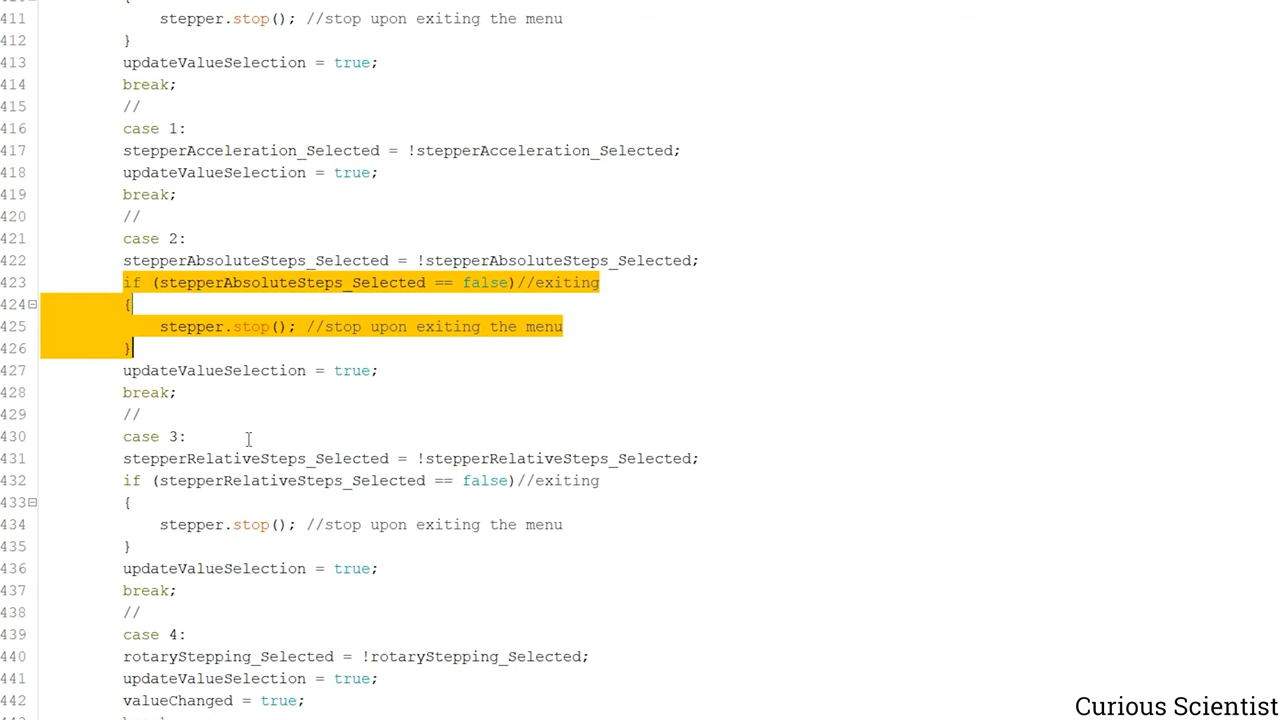 411 stepper.stop(); //stop upon exiting the menu
412 }
413 updateValueSelection = true;
414 break;
415 //
416 case 1:
417 stepperAcceleration_Selected = !stepperAcceleration_Selected;
418 updateValueSelection = true;
419 break;
420 //
421 case 2:
422 stepperAbsoluteSteps_Selected = !stepperAbsoluteSteps_Selected;
423 if (stepperAbsoluteSteps_Selected == false)//exiting
424 {
425 stepper.stop(); //stop upon exiting the menu
426 }
427 updateValueSelection = true;
428 break;
429 //
430 case 3:
431 stepperRelativeSteps_Selected = !stepperRelativeSteps_Selected;
432 if (stepperRelativeSteps_Selected == false)//exiting
433 {
434 stepper.stop(); //stop upon exiting the menu
435 }
436 updateValueSelection = true;
437 break;
438 //
439 case 4:
440 rotaryStepping_Selected = !rotaryStepping_Selected;
441 updateValueSelection = true;
442 valueChanged = true;
Curious Scientist